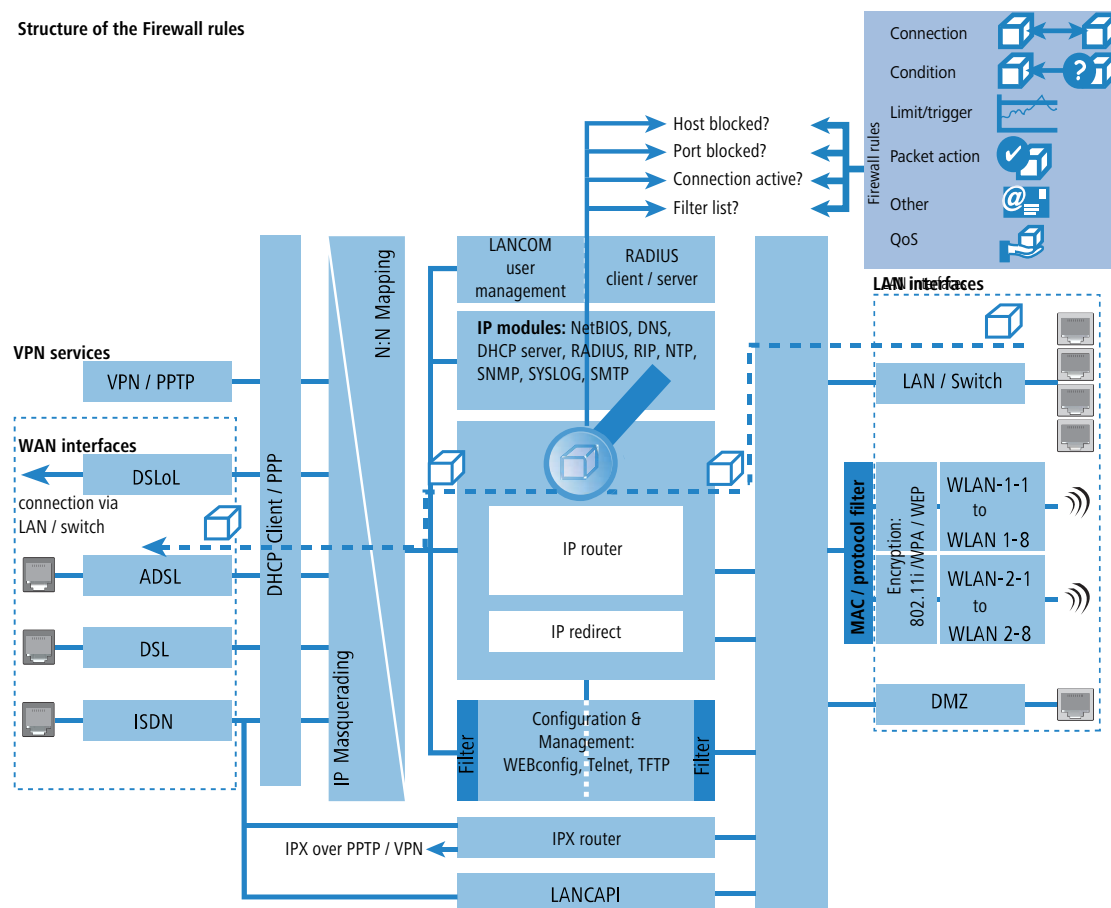 Structure of the Firewall rules
Connection
Condition
Limit/trigger
Packet action
Other
QoS
Firewall rules
Host blocked?
Port blocked?
Connection active?
Filter list?
LANCOM
user
management
RADIUS
client / server
LAN interfaces
LAN interfaces
IP modules: NetBIOS, DNS,
DHCP server, RADIUS, RIP, NTP,
SNMP, SYSLOG, SMTP
N:N Mapping
IP Masquerading
DHCP Client / PPP
VPN services
VPN / PPTP
WAN interfaces
DSLoL
connection via
LAN / switch
ADSL
DSL
ISDN
IP router
IP redirect
Filter
Configuration &
Management:
WEBconfig, Telnet, TFTP
Filter
IPX router
IPX over PPTP / VPN
LANCAPI
LAN / Switch
MAC / protocol filter
Encryption:
802.11i /WPA / WEP
WLAN-1-1
to
WLAN 1-8
WLAN-2-1
to
WLAN 2-8
DMZ